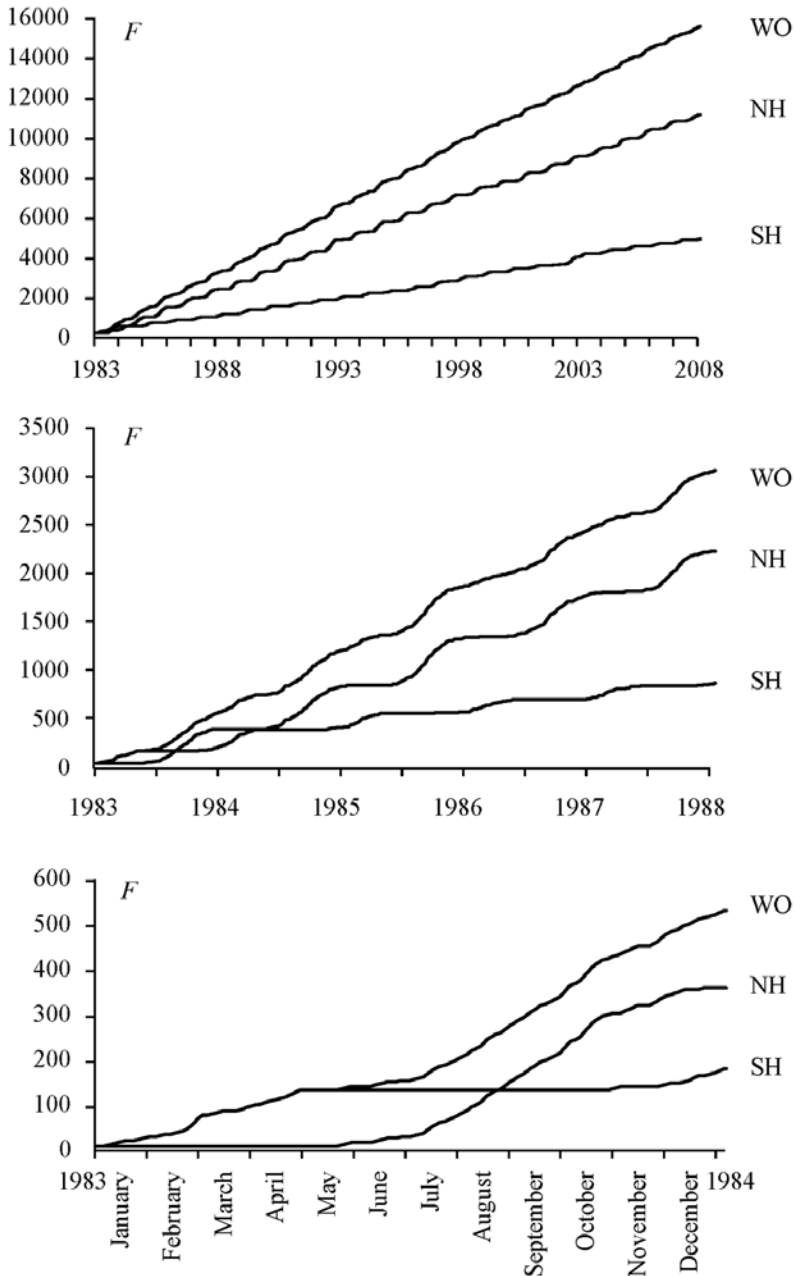 16000
F
WO
14000
12000
NH
10000
8000
6000
SH
4000
2000
0
1983 1988 1993 1998 2003 2008
3500
F
3000
WO
2500
NH
2000
1500
1000
SH
500
0
1983 1984 1985 1986 1987 1988
600
F
WO
500
400
NH
300
200
SH
100
0
1983 January February March April May June July August September October November December 1984